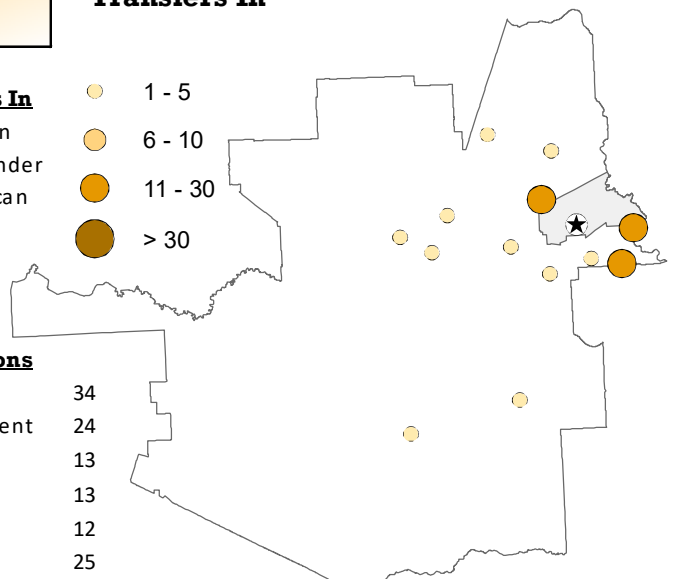 Transfers In
s In
n
nder
can
1 - 5
6 - 10
11 - 30
> 30
ons
34
ent 24
13
13
12
25